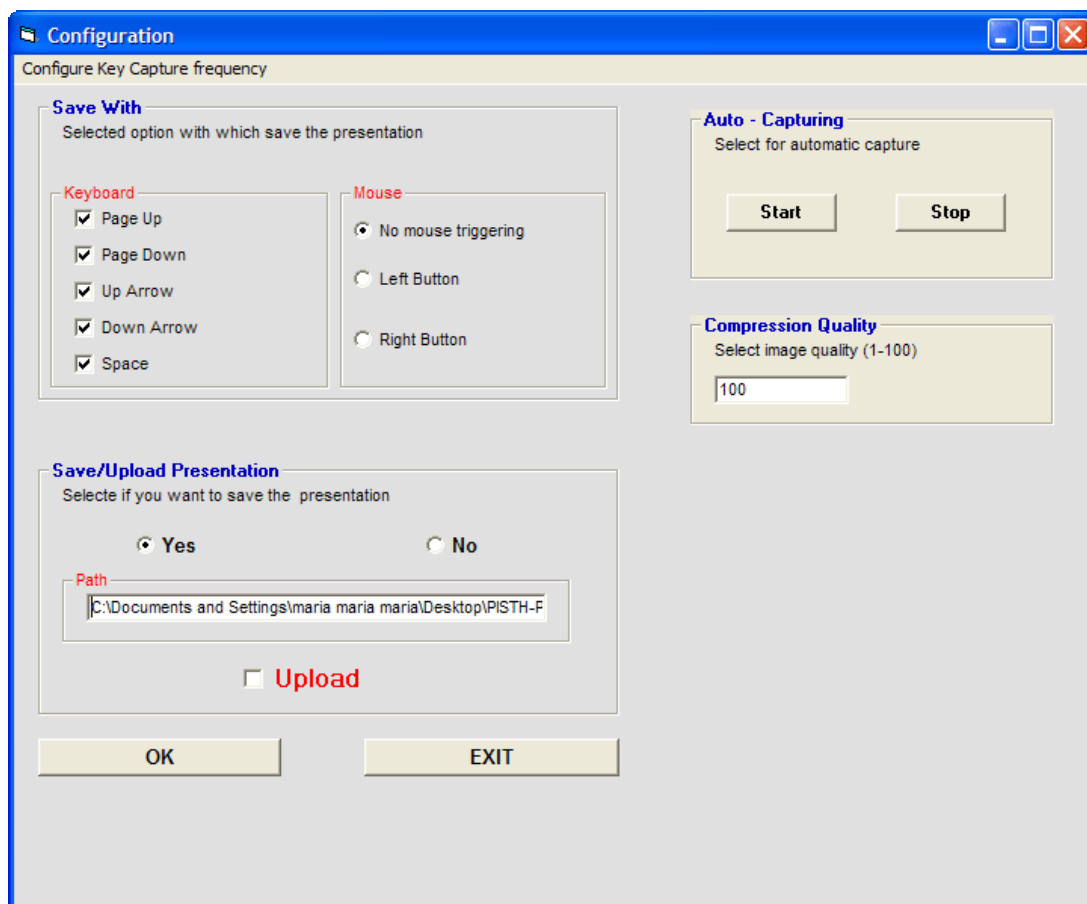 Configuration
Configure Key Capture frequency
Save With
Selected option with which save the presentation
Keyboard
Page Up
Page Down
Up Arrow
Down Arrow
Space
Mouse
No mouse triggering
Left Button
Right Button
Auto - Capturing
Select for automatic capture
Start Stop
Compression Quality
Select image quality (1-100)
100
Save/Upload Presentation
Selecte if you want to save the presentation
Yes No
Path
C:\Documents and Settings\maria maria maria\Desktop\PISTH-F
Upload
OK EXIT